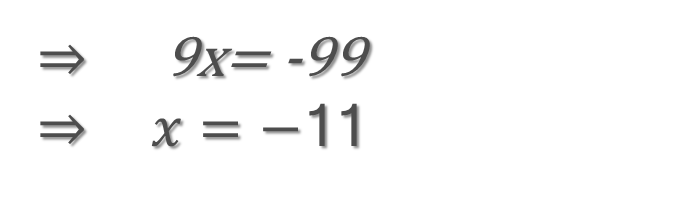 ⇒ 9x= -99
⇒ x = −11